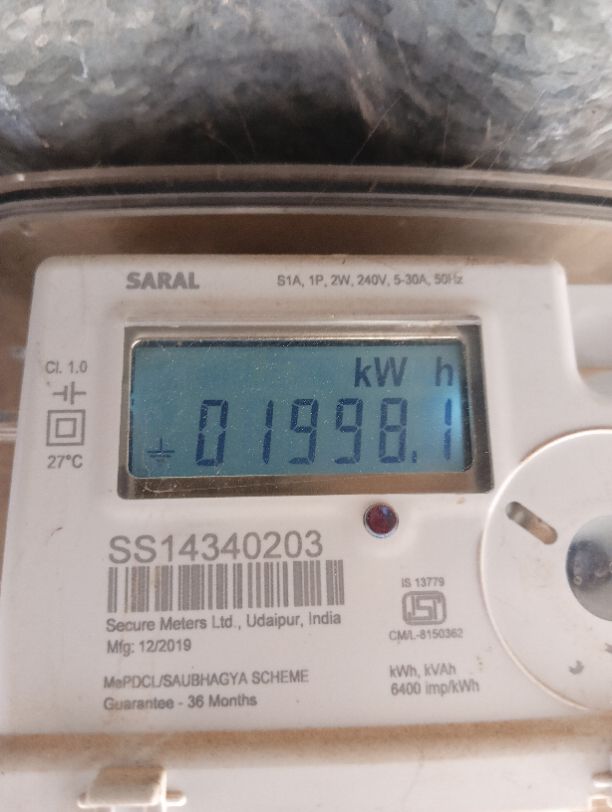 SARAL
S1A, 1P, 2W, 240V, 5-30A, 50Hz
Cl. 1.0
27°C
kW h
01998.1
SS14340203
Secure Meters Ltd., Udaipur, India
Mfg: 12/2019
MePDCL/SAUBHAGYA SCHEME
Guarantee - 36 Months
IS 13779
ISI
CM/L-8150362
kWh, kVAh
6400 imp/kWh